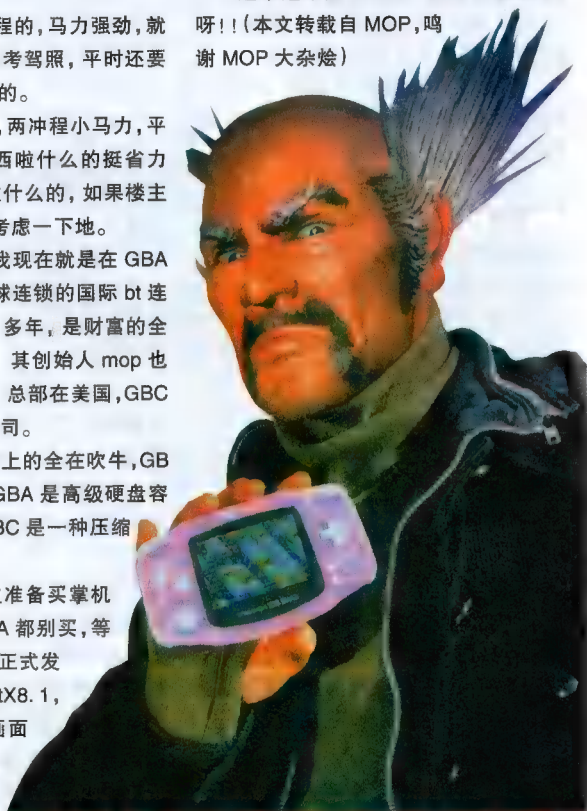 程的，马力强劲，就
考驾照，平时还要
的。
，两冲程小马力，平
西啦什么的挺省力
什么的，如果楼主
考虑一下地。
我现在就是在 GBA
球连锁的国际 bt 连
多年，是财富的全
其创始人 mop 也
总部在美国，GBC
司。
上的全在吹牛，GB
GBA 是高级硬盘容
BC 是一种压缩
准备买掌机
A 都别买，等
正式发
tX8.1，
画面
呀!!(本文转载自 MOP，鸣
谢 MOP 大杂烩)